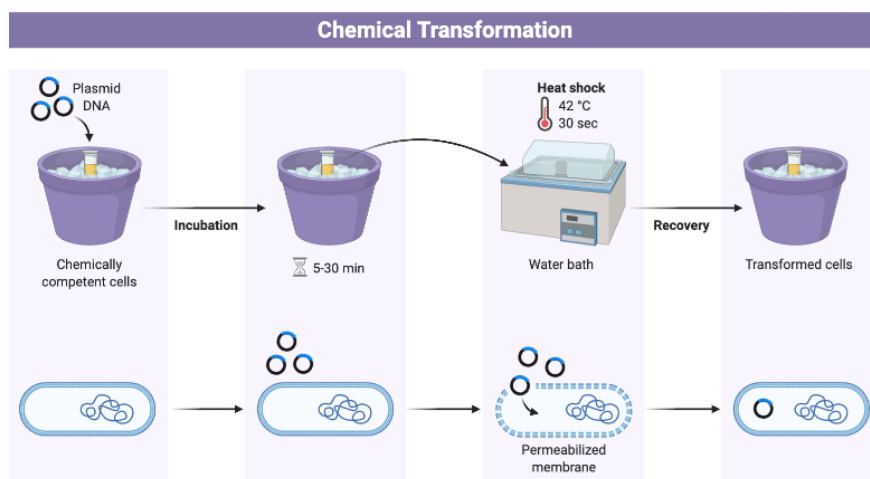 Chemical Transformation
Plasmid
DNA
Heat shock
42 °C
30 sec
Incubation
Recovery
Chemically
competent cells
5-30 min
Water bath
Transformed cells
Permeabilized
membrane